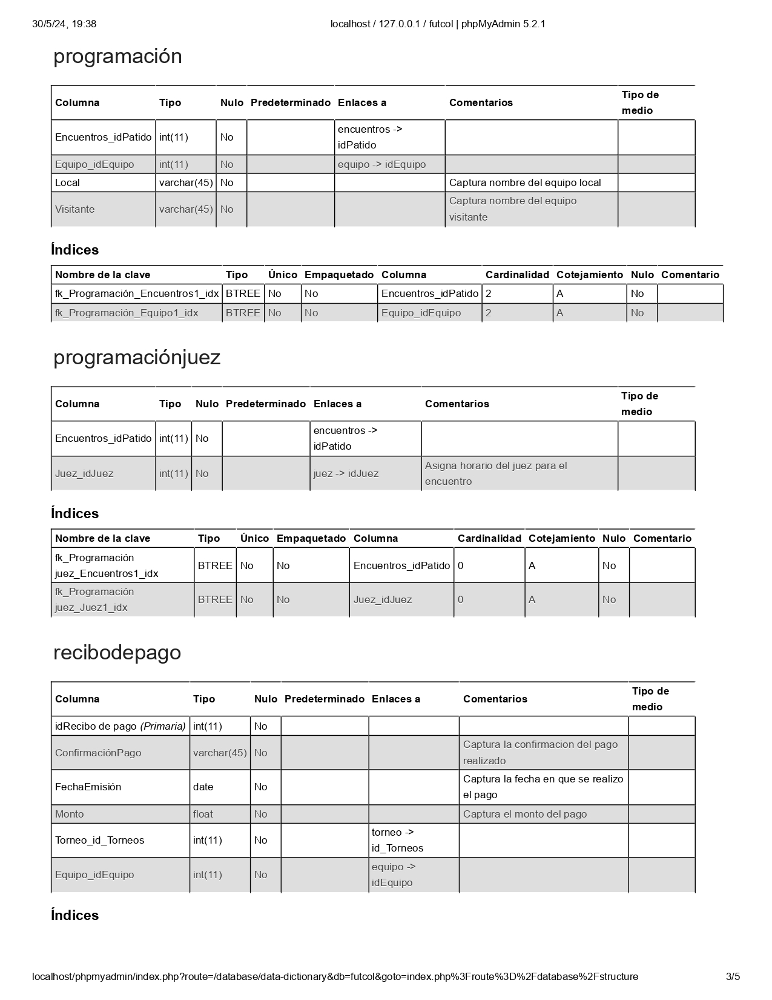 30/5/24, 19:38 localhost / 127.0.0.1 / futcol | phpMyAdmin 5.2.1
programación
Columna Tipo Nulo Predeterminado Enlaces a Comentarios Tipo de medio
Encuentros_idPatido int(11) No encuentros -> idPatido
Equipo_idEquipo int(11) No equipo -> idEquipo
Local varchar(45) No Captura nombre del equipo local
Visitante varchar(45) No Captura nombre del equipo visitante
Índices
Nombre de la clave Tipo Único Empaquetado Columna Cardinalidad Cotejamiento Nulo Comentario
fk_Programación_Encuentros1_idx BTREE No No Encuentros_idPatido 2 A No
fk_Programación_Equipo1_idx BTREE No No Equipo_idEquipo 2 A No
programaciónjuez
Columna Tipo Nulo Predeterminado Enlaces a Comentarios Tipo de medio
Encuentros_idPatido int(11) No encuentros -> idPatido
Juez_idJuez int(11) No juez -> idJuez Asigna horario del juez para el encuentro
Índices
Nombre de la clave Tipo Único Empaquetado Columna Cardinalidad Cotejamiento Nulo Comentario
fk_Programación juez_Encuentros1_idx BTREE No No Encuentros_idPatido 0 A No
fk_Programación juez_Juez1_idx BTREE No No Juez_idJuez 0 A No
recibodepago
Columna Tipo Nulo Predeterminado Enlaces a Comentarios Tipo de medio
idRecibo de pago (Primaria) int(11) No
ConfirmaciónPago varchar(45) No Captura la confirmacion del pago realizado
FechaEmisión date No Captura la fecha en que se realizo el pago
Monto float No Captura el monto del pago
Torneo_id_Torneos int(11) No torneo -> id_Torneos
Equipo_idEquipo int(11) No equipo -> idEquipo
Índices
localhost/phpmyadmin/index.php?route=/database/data-dictionary&db=futcol&goto=index.php%3Froute%3D%2Fdatabase%2Fstructure 3/5